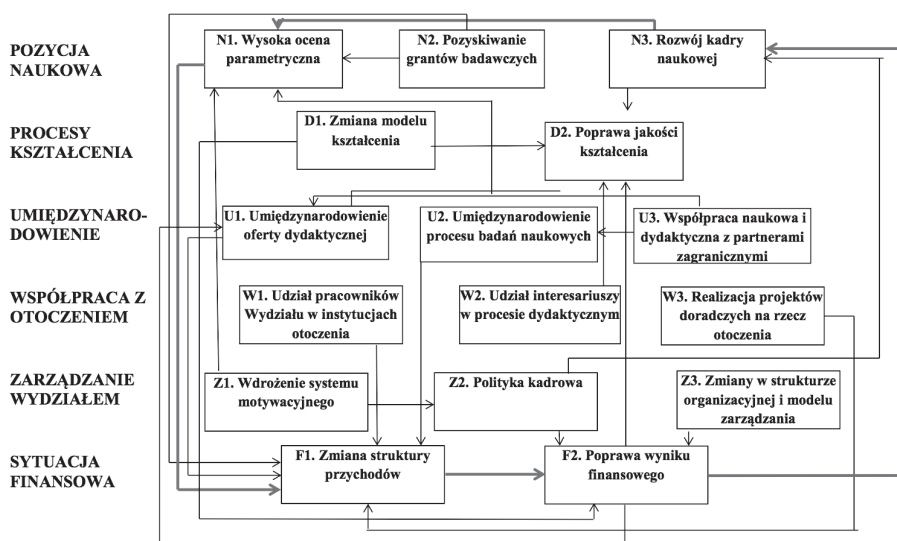 POZYCJA
NAUKOWA
N1. Wysoka ocena
parametryczna
N2. Pozyskiwanie
grantów badawczych
N3. Rozwój kadry
naukowej
PROCESY
KSZTAŁCENIA
D1. Zmiana modelu
kształcenia
D2. Poprawa jakości
kształcenia
UMIĘDZYNARO-
DOWIENIE
U1. Umiędzynarodowienie
oferty dydaktycznej
U2. Umiędzynarodowienie
procesu badań naukowych
U3. Współpraca naukowa i
dydaktyczna z partnerami
zagranicznymi
WSPÓŁPRACA Z
OTOCZENIEM
W1. Udział pracowników
Wydziału w instytucjach
otoczenia
W2. Udział interesariuszy
w procesie dydaktycznym
W3. Realizacja projektów
doradczych na rzecz
otoczenia
ZARZĄDZANIE
WYDZIAŁEM
Z1. Wdrożenie systemu
motywacyjnego
Z2. Polityka kadrowa
Z3. Zmiany w strukturze
organizacyjnej i modelu
zarządzania
SYTUACJA
FINANSOWA
F1. Zmiana struktury
przychodów
F2. Poprawa wyniku
finansowego